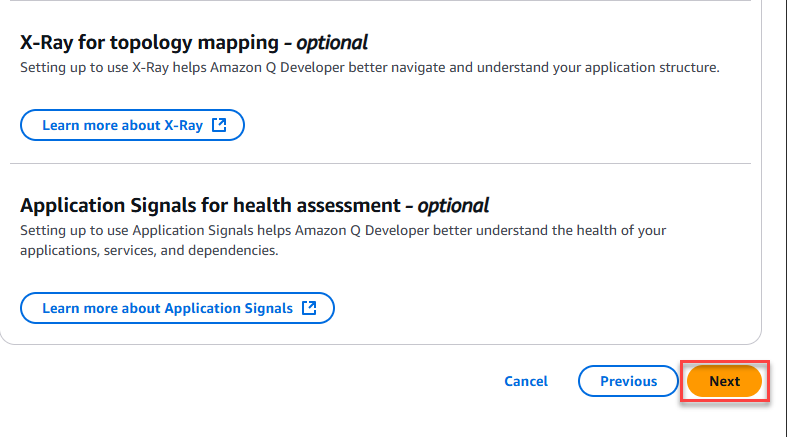 X-Ray for topology mapping - optional
Setting up to use X-Ray helps Amazon Q Developer better navigate and understand your application structure.
Learn more about X-Ray
Application Signals for health assessment - optional
Setting up to use Application Signals helps Amazon Q Developer better understand the health of your
applications, services, and dependencies.
Learn more about Application Signals
Cancel Previous Next